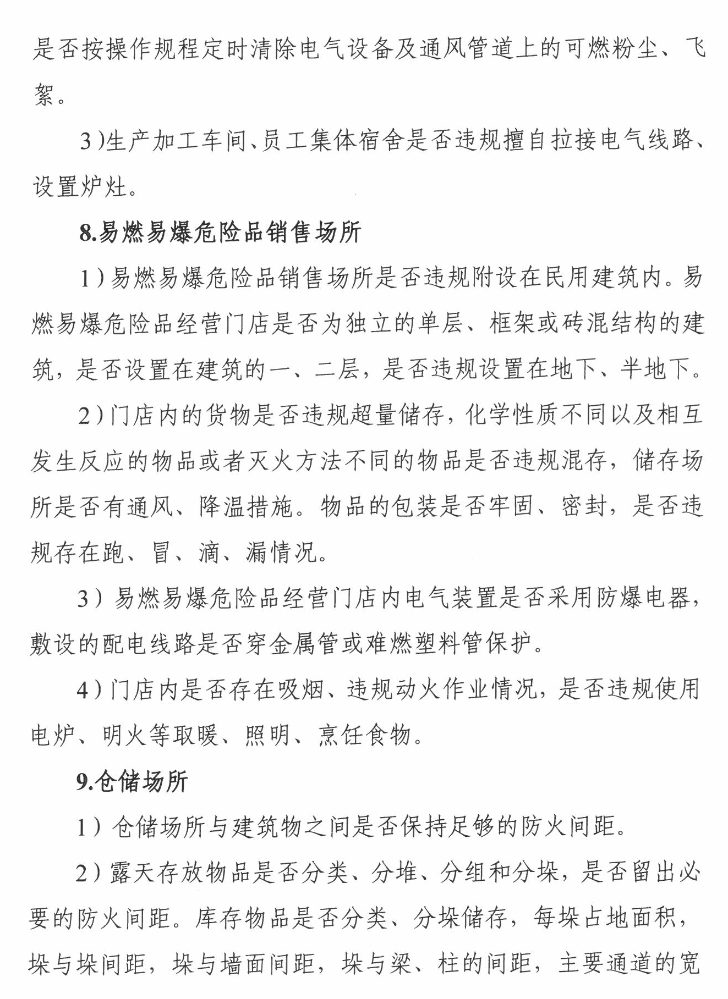 是否按操作规程定时清除电气设备及通风管道上的可燃粉尘、飞
絮。
3)生产加工车间、员工集体宿舍是否违规擅自拉接电气线路、
设置炉灶。
8.易燃易爆危险品销售场所
1)易燃易爆危险品销售场所是否违规附设在民用建筑内。易
燃易爆危险品经营门店是否为独立的单层、框架或砖混结构的建
筑，是否设置在建筑的一、二层，是否违规设置在地下、半地下。
2)门店内的货物是否违规超量储存，化学性质不同以及相互
发生反应的物品或者灭火方法不同的物品是否违规混存，储存场
所是否有通风、降温措施。物品的包装是否牢固、密封，是否违
规存在跑、冒、滴、漏情况。
3）易燃易爆危险品经营门店内电气装置是否采用防爆电器，
敷设的配电线路是否穿金属管或难燃塑料管保护。
4)门店内是否存在吸烟、违规动火作业情况，是否违规使用
电炉、明火等取暖、照明、烹饪食物。
9.仓储场所
1）仓储场所与建筑物之间是否保持足够的防火间距。
2)露天存放物品是否分类、分堆、分组和分垛，是否留出必
要的防火间距。库存物品是否分类、分垛储存，每垛占地面积，
垛与垛间距，垛与墙面间距，垛与梁、柱的间距，主要通道的宽